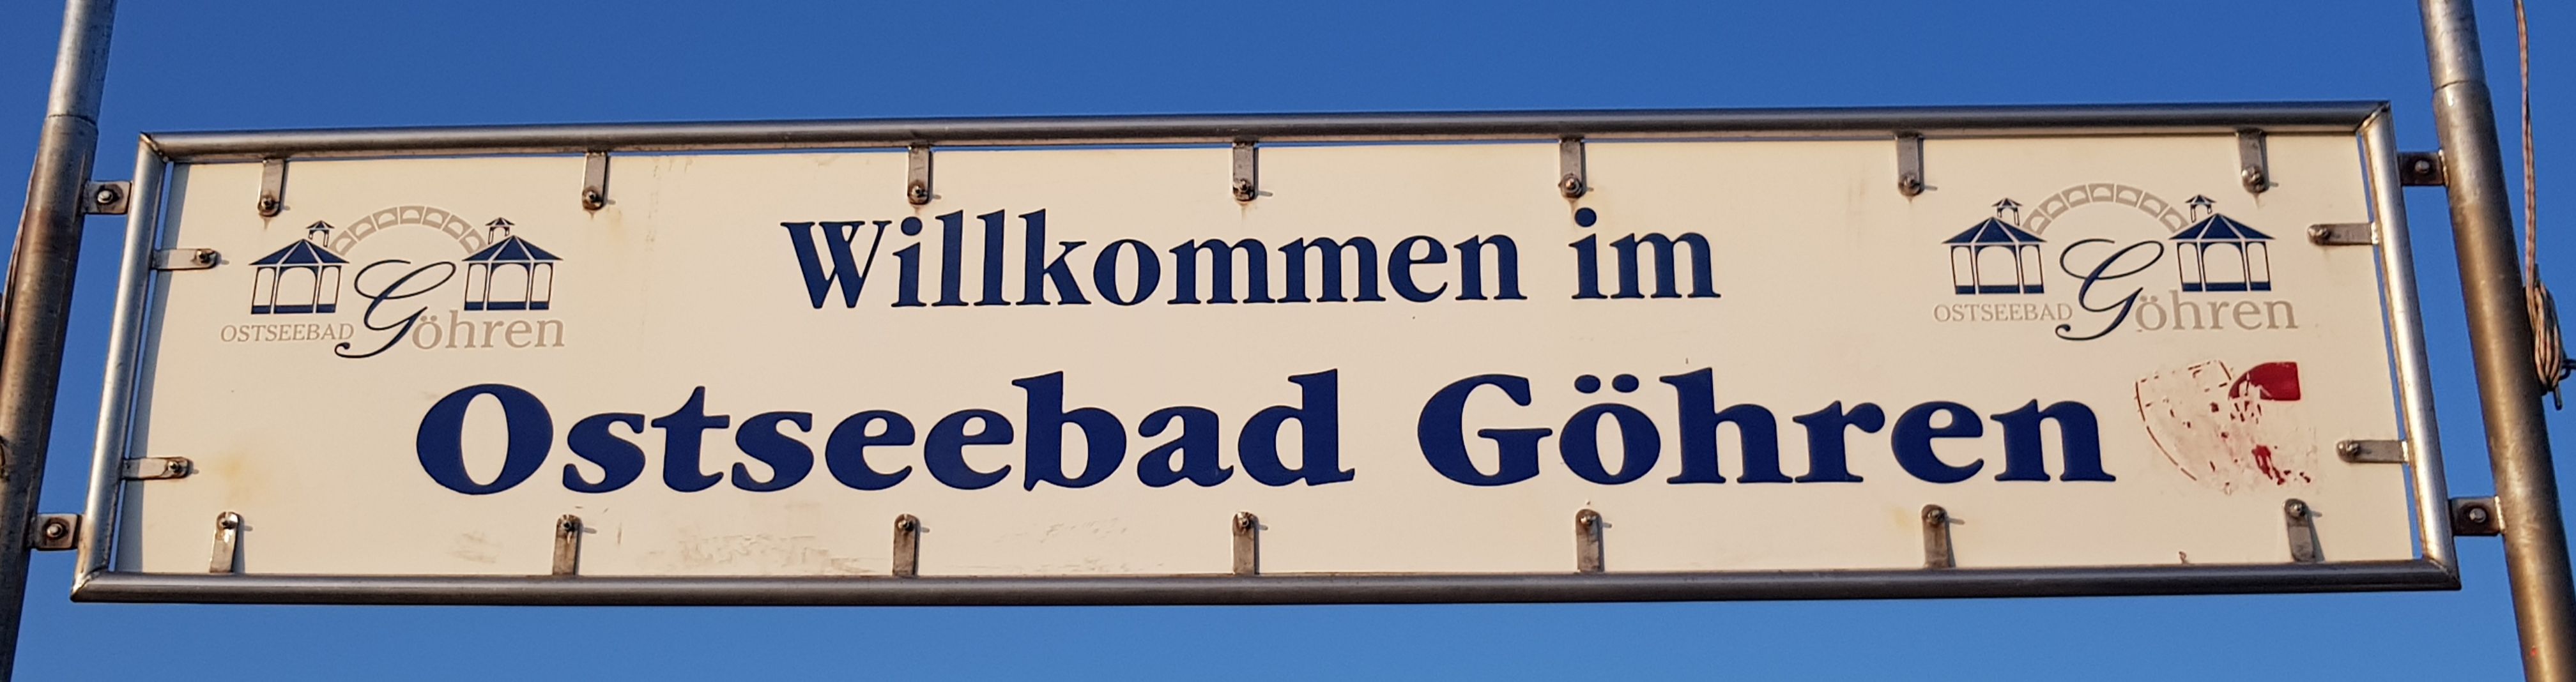 Willkommen im
OSTSEEBAD Göhren
OSTSEEBAD Göhren
Ostseebad Göhren